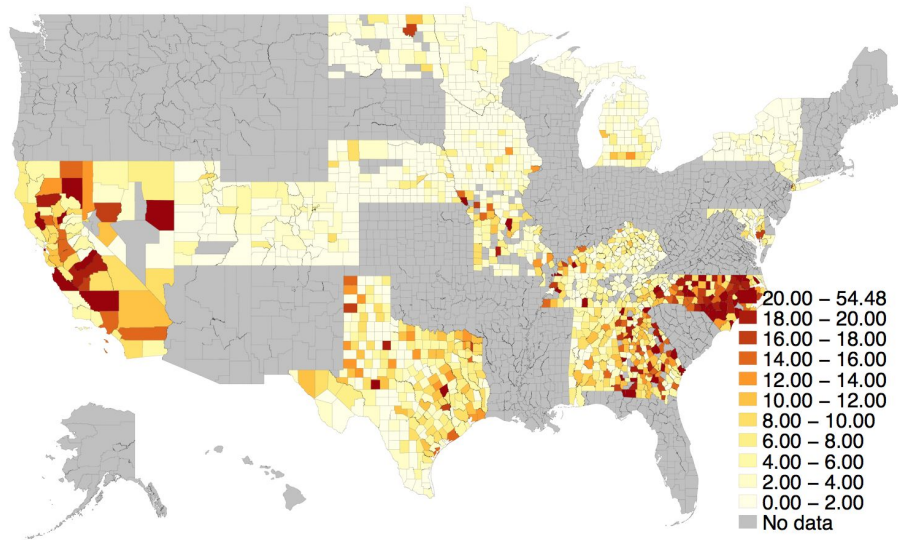 20.00 – 54.48
18.00 – 20.00
16.00 – 18.00
14.00 – 16.00
12.00 – 14.00
10.00 – 12.00
8.00 – 10.00
6.00 – 8.00
4.00 – 6.00
2.00 – 4.00
0.00 – 2.00
No data